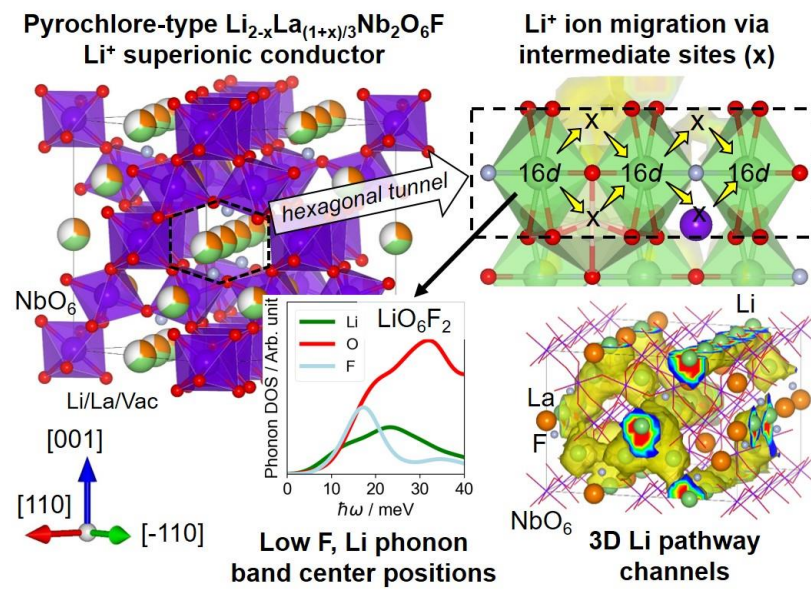 Pyrochlore-type Li₂₋ₓLa₍₁₊ₓ₎/₃Nb₂O₆F
Li⁺ superionic conductor
Li⁺ ion migration via
intermediate sites (x)
hexagonal tunnel
x x
16d 16d 16d
x x
NbO₆
Li/La/Vac
[001]
[110]
[-110]
LiO₆F₂
Li
O
F
Phonon DOS / Arb. unit
0 10 20 30 40
ħω / meV
Low F, Li phonon
band center positions
Li
La
F
NbO₆
3D Li pathway
channels